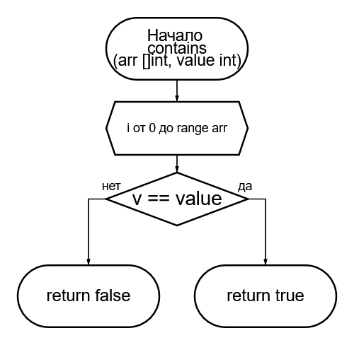 Начало
contains
(arr []int, value int)
i от 0 до range arr
нет
да
v == value
return false
return true